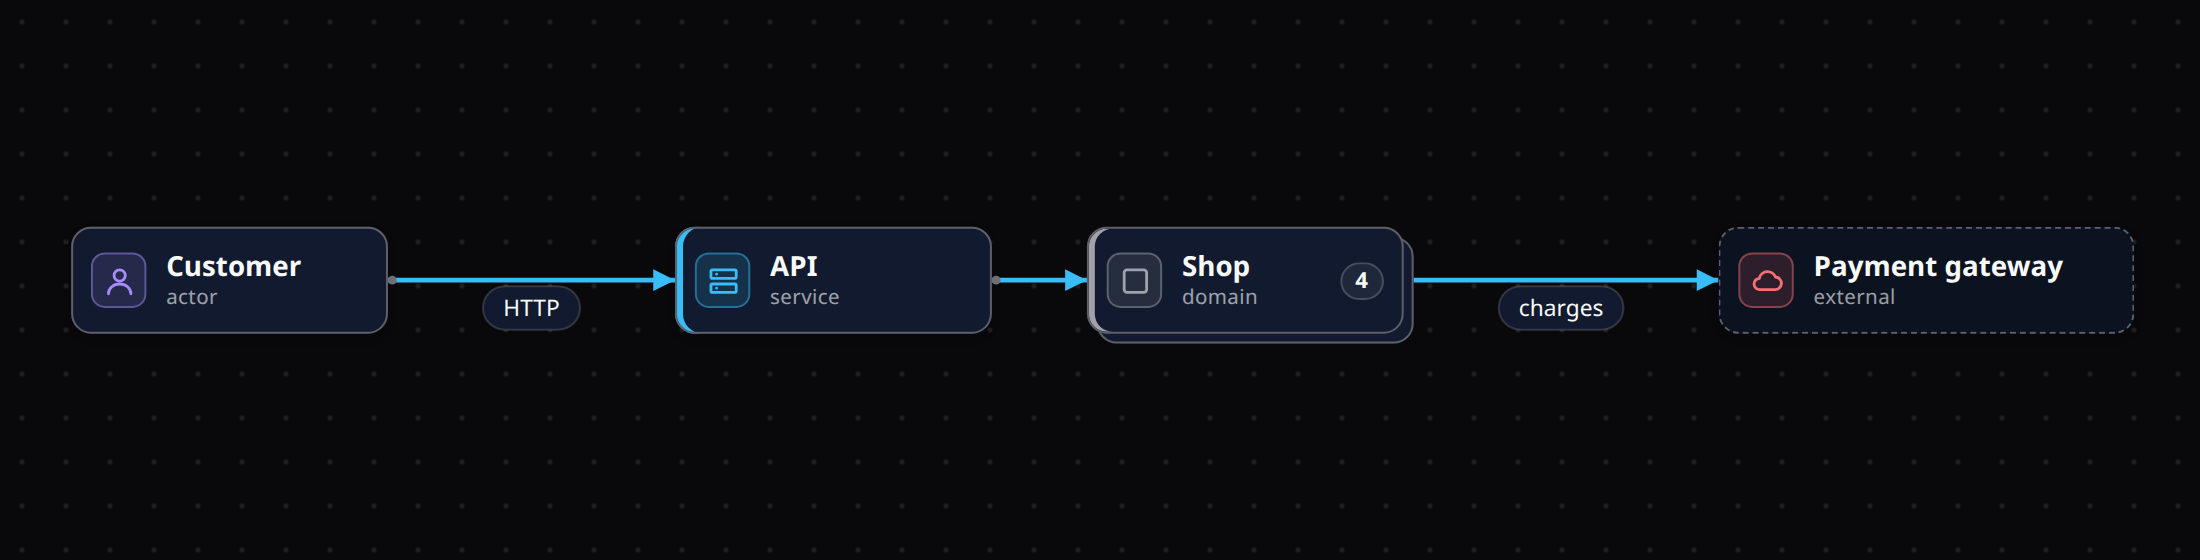 Customer
actor
HTTP
API
service
Shop
domain
4
charges
Payment gateway
external